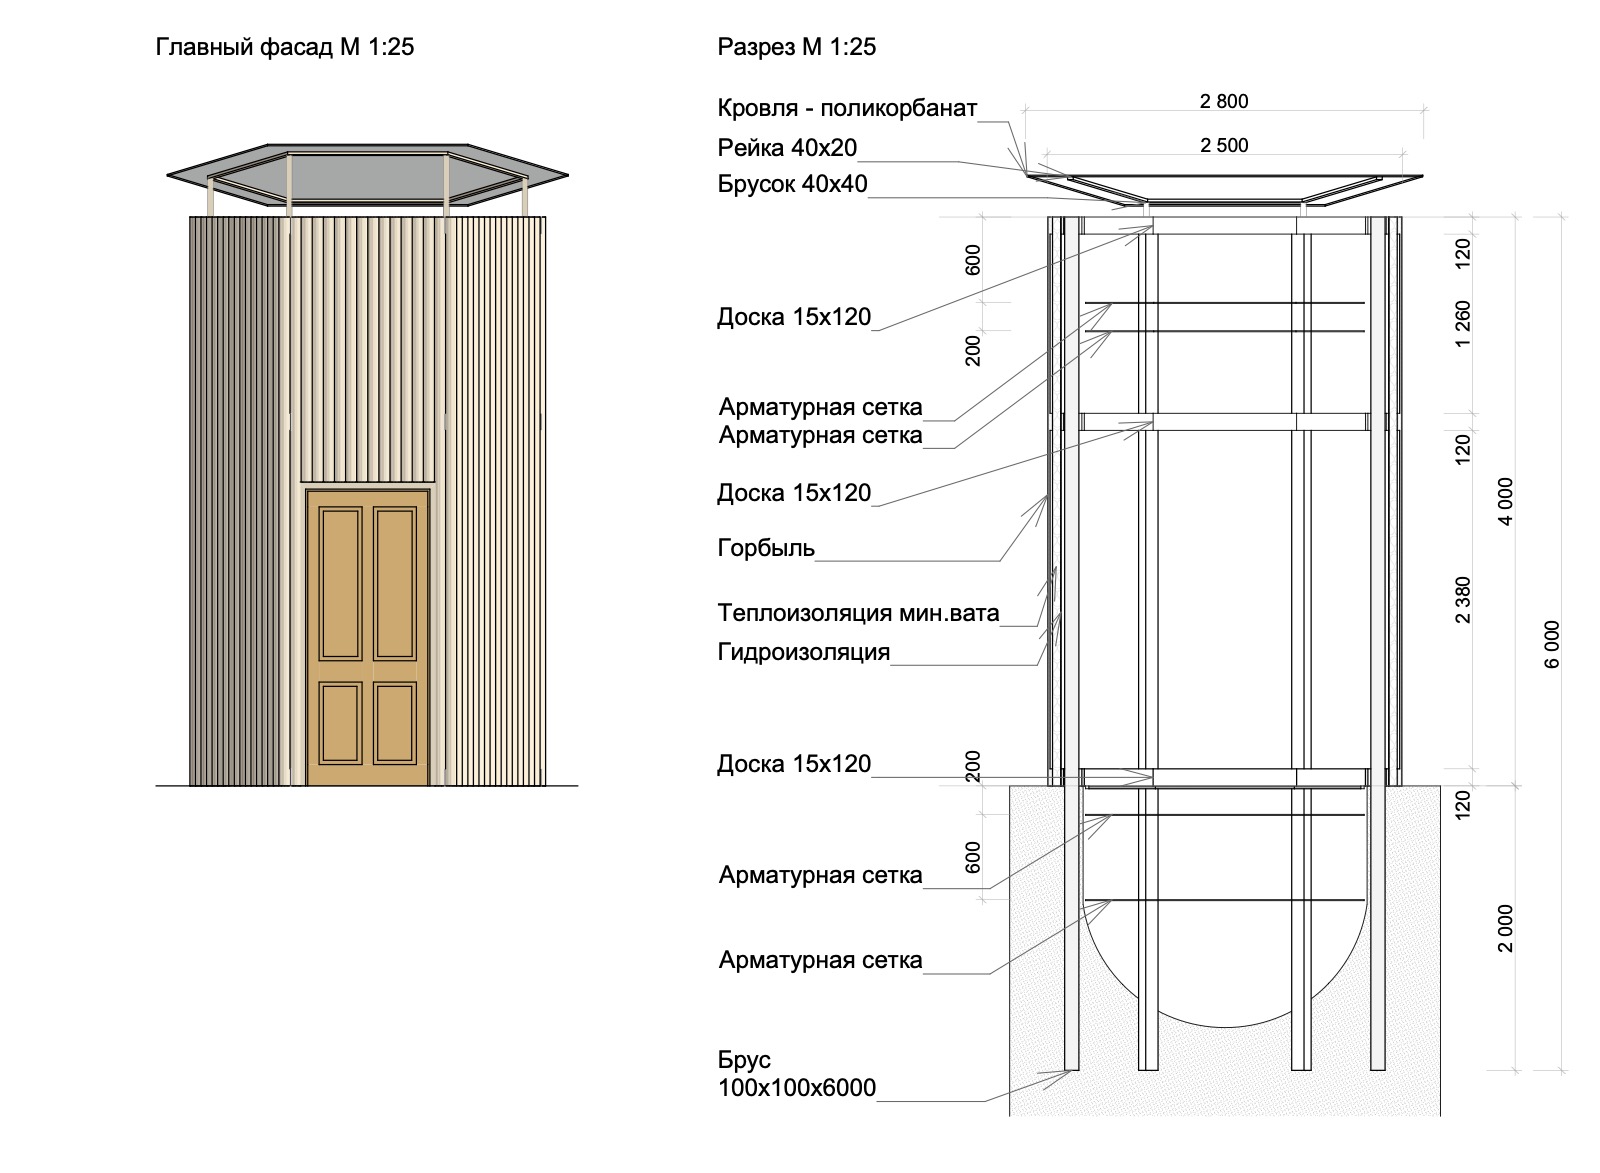 Главный фасад М 1:25
Разрез М 1:25
Кровля - поликорбанат
2 800
Рейка 40х20
2 500
Брусок 40х40
600
120
Доска 15х120
1 260
200
Арматурная сетка
Арматурная сетка
120
Доска 15х120
4 000
Горбыль
2 380
Теплоизоляция мин.вата
6 000
Гидроизоляция
Доска 15х120
200
120
600
Арматурная сетка
2 000
Арматурная сетка
Брус
100х100х6000